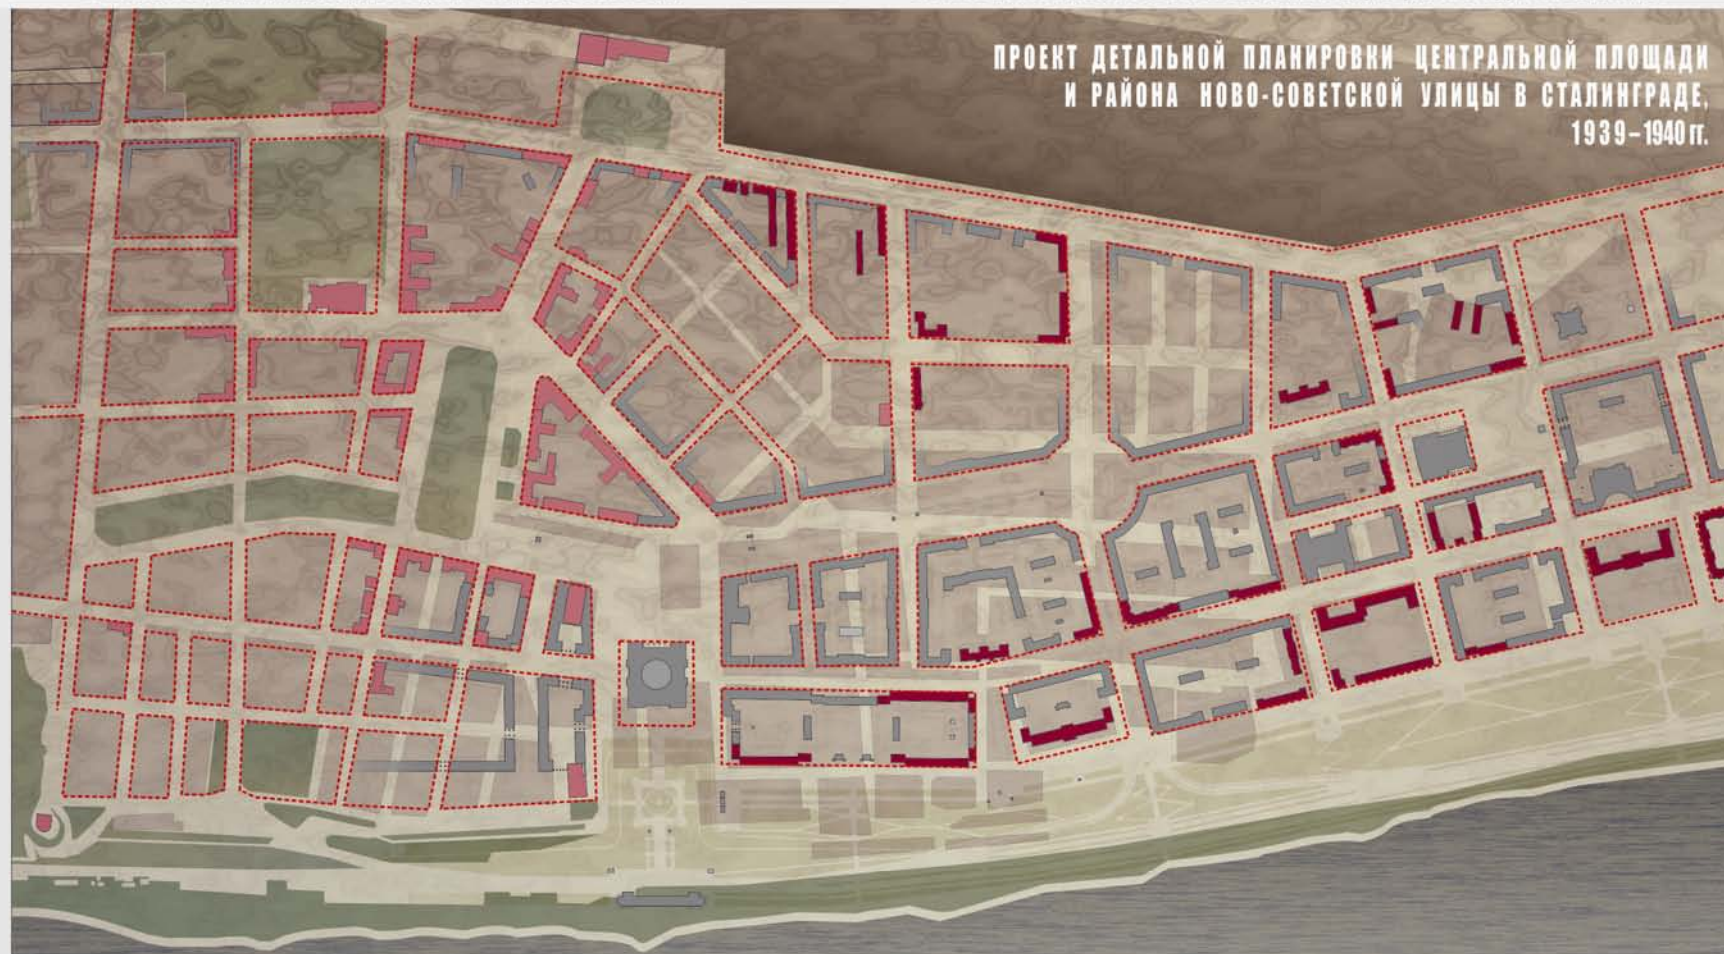 ПРОЕКТ ДЕТАЛЬНОЙ ПЛАНИРОВКИ ЦЕНТРАЛЬНОЙ ПЛОЩАДИ
И РАЙОНА НОВО-СОВЕТСКОЙ УЛИЦЫ В СТАЛИНГРАДЕ,
1939–1940 гг.